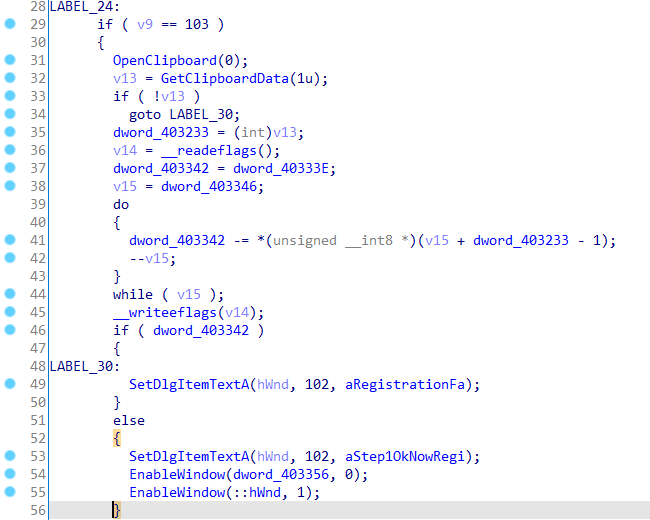 28 LABEL_24:
29 if ( v9 == 103 )
30 {
31 OpenClipboard(0);
32 v13 = GetClipboardData(1u);
33 if ( !v13 )
34 goto LABEL_30;
35 dword_403233 = (int)v13;
36 v14 = __readeflags();
37 dword_403342 = dword_40333E;
38 v15 = dword_403346;
39 do
40 {
41 dword_403342 -= *(unsigned __int8 *)(v15 + dword_403233 - 1);
42 --v15;
43 }
44 while ( v15 );
45 __writeeflags(v14);
46 if ( dword_403342 )
47 {
48 LABEL_30:
49 SetDlgItemTextA(hWnd, 102, aRegistrationFa);
50 }
51 else
52 {
53 SetDlgItemTextA(hWnd, 102, aStep1OkNowRegi);
54 EnableWindow(dword_403356, 0);
55 EnableWindow(::hWnd, 1);
56 }